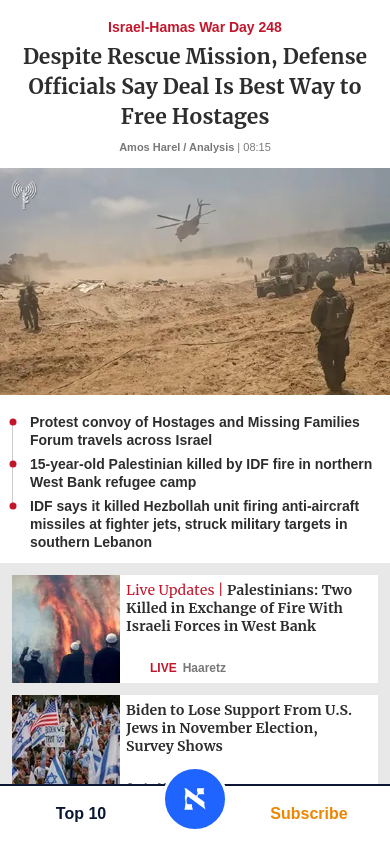 Israel-Hamas War Day 248
Despite Rescue Mission, Defense
Officials Say Deal Is Best Way to
Free Hostages
Amos Harel / Analysis | 08:15
Protest convoy of Hostages and Missing Families
Forum travels across Israel
15-year-old Palestinian killed by IDF fire in northern
West Bank refugee camp
IDF says it killed Hezbollah unit firing anti-aircraft
missiles at fighter jets, struck military targets in
southern Lebanon
Live Updates | Palestinians: Two
Killed in Exchange of Fire With
Israeli Forces in West Bank
LIVE Haaretz
Biden to Lose Support From U.S.
Jews in November Election,
Survey Shows
Top 10
Subscribe